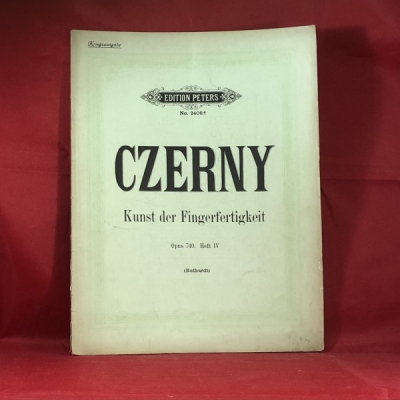 EDITION PETERS
CZERNY
Kunst der Fingerfertigkeit
Opus 740. Heft IV
(Ruthardt)